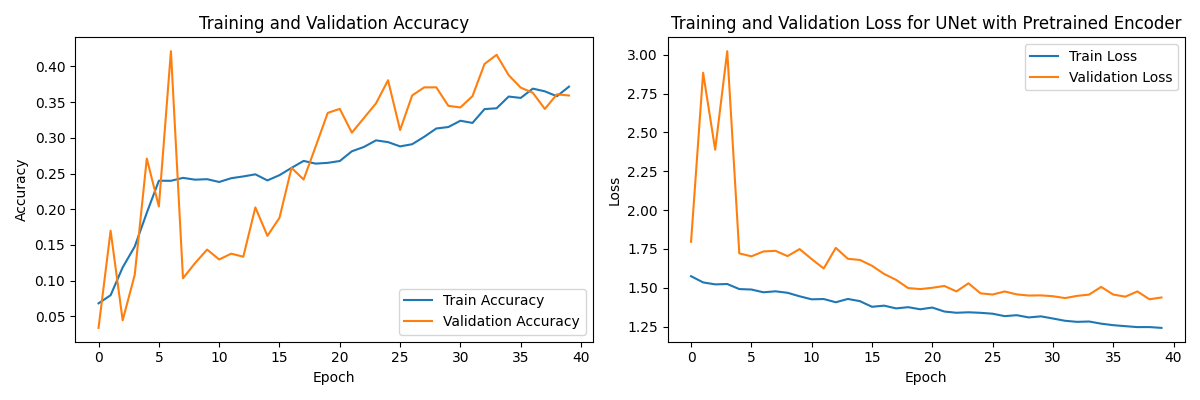 Training and Validation Accuracy
Accuracy
0.40
0.35
0.30
0.25
0.20
0.15
0.10
0.05
Train Accuracy
Validation Accuracy
0 5 10 15 20 25 30 35 40
Epoch
Training and Validation Loss for UNet with Pretrained Encoder
Loss
3.00
2.75
2.50
2.25
2.00
1.75
1.50
1.25
Train Loss
Validation Loss
0 5 10 15 20 25 30 35 40
Epoch